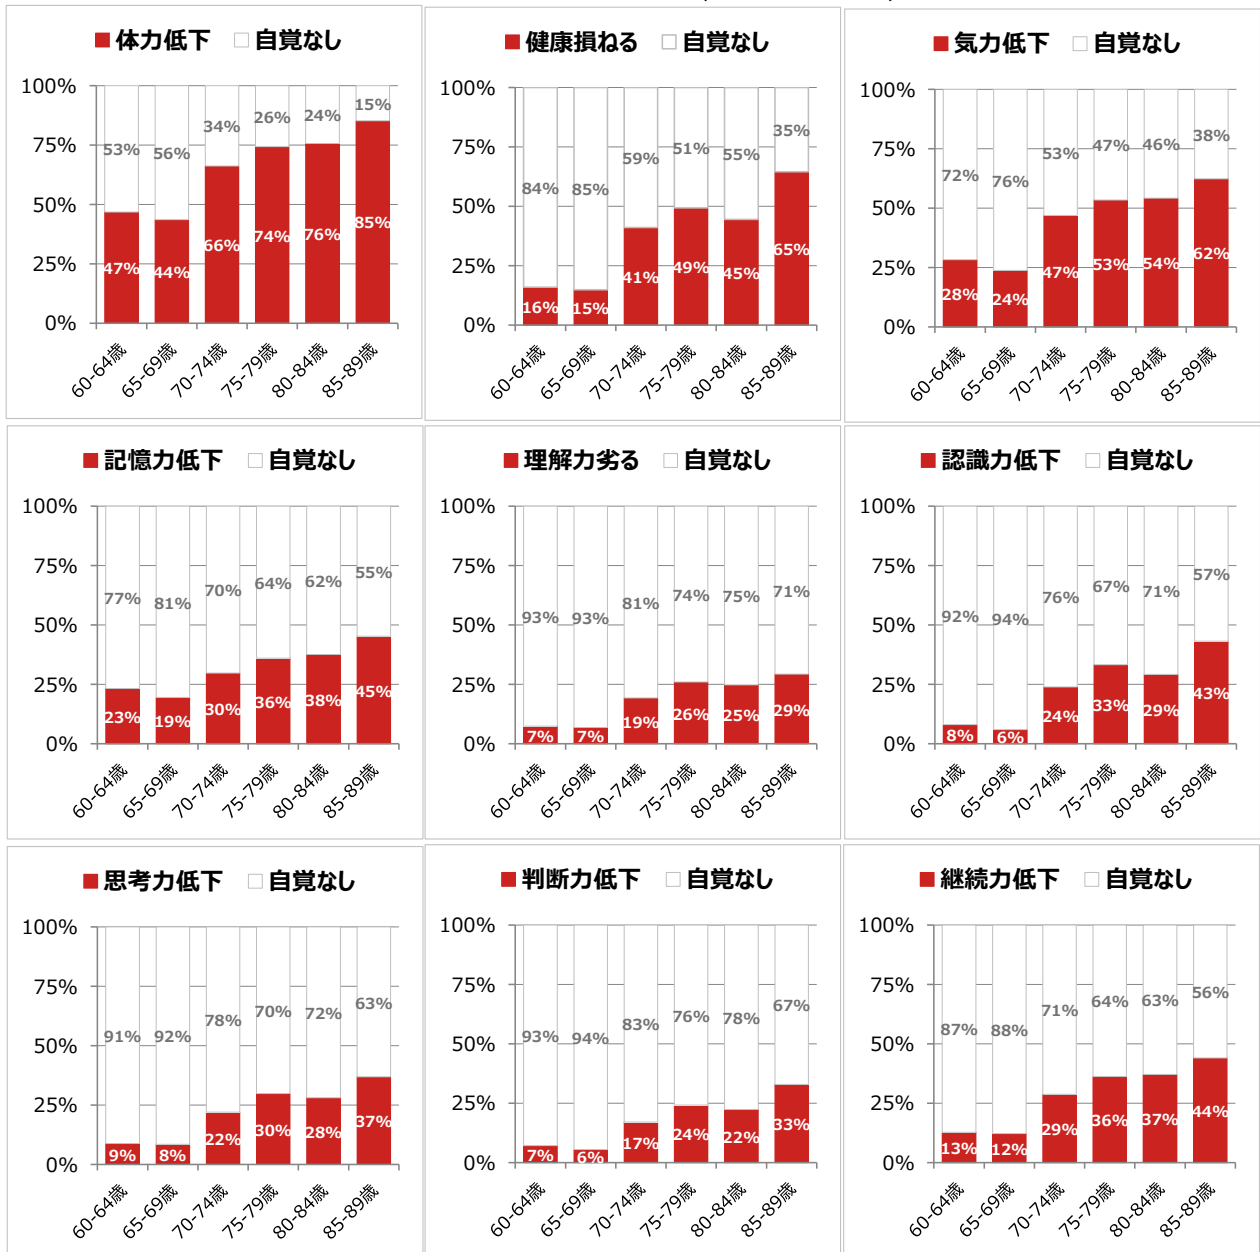 ■ 体力低下 □ 自覚なし
100%
75%
50%
25%
0%
53% 56% 34% 26% 24% 15%
47% 44% 66% 74% 76% 85%
60-64歳 65-69歳 70-74歳 75-79歳 80-84歳 85-89歳
■ 健康損ねる □ 自覚なし
100%
75%
50%
25%
0%
84% 85% 59% 51% 55% 35%
16% 15% 41% 49% 45% 65%
60-64歳 65-69歳 70-74歳 75-79歳 80-84歳 85-89歳
■ 気力低下 □ 自覚なし
100%
75%
50%
25%
0%
72% 76% 53% 47% 46% 38%
28% 24% 47% 53% 54% 62%
60-64歳 65-69歳 70-74歳 75-79歳 80-84歳 85-89歳
■ 記憶力低下 □ 自覚なし
100%
75%
50%
25%
0%
77% 81% 70% 64% 62% 55%
23% 19% 30% 36% 38% 45%
60-64歳 65-69歳 70-74歳 75-79歳 80-84歳 85-89歳
■ 理解力劣る □ 自覚なし
100%
75%
50%
25%
0%
93% 93% 81% 74% 75% 71%
7% 7% 19% 26% 25% 29%
60-64歳 65-69歳 70-74歳 75-79歳 80-84歳 85-89歳
■ 認識力低下 □ 自覚なし
100%
75%
50%
25%
0%
92% 94% 76% 67% 71% 57%
8% 6% 24% 33% 29% 43%
60-64歳 65-69歳 70-74歳 75-79歳 80-84歳 85-89歳
■ 思考力低下 □ 自覚なし
100%
75%
50%
25%
0%
91% 92% 78% 70% 72% 63%
9% 8% 22% 30% 28% 37%
60-64歳 65-69歳 70-74歳 75-79歳 80-84歳 85-89歳
■ 判断力低下 □ 自覚なし
100%
75%
50%
25%
0%
93% 94% 83% 76% 78% 67%
7% 6% 17% 24% 22% 33%
60-64歳 65-69歳 70-74歳 75-79歳 80-84歳 85-89歳
■ 継続力低下 □ 自覚なし
100%
75%
50%
25%
0%
87% 88% 71% 64% 63% 56%
13% 12% 29% 36% 37% 44%
60-64歳 65-69歳 70-74歳 75-79歳 80-84歳 85-89歳